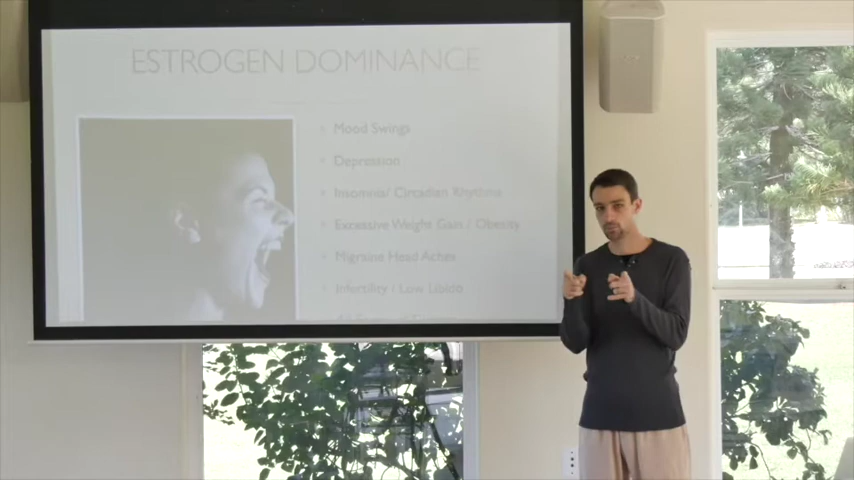 ESTROGEN DOMINANCE
Mood Swings
Depression
Insomnia/ Circadian Rhythms
Excessive Weight Gain / Obesity
Migraine Head Aches
Infertility / Low Libido